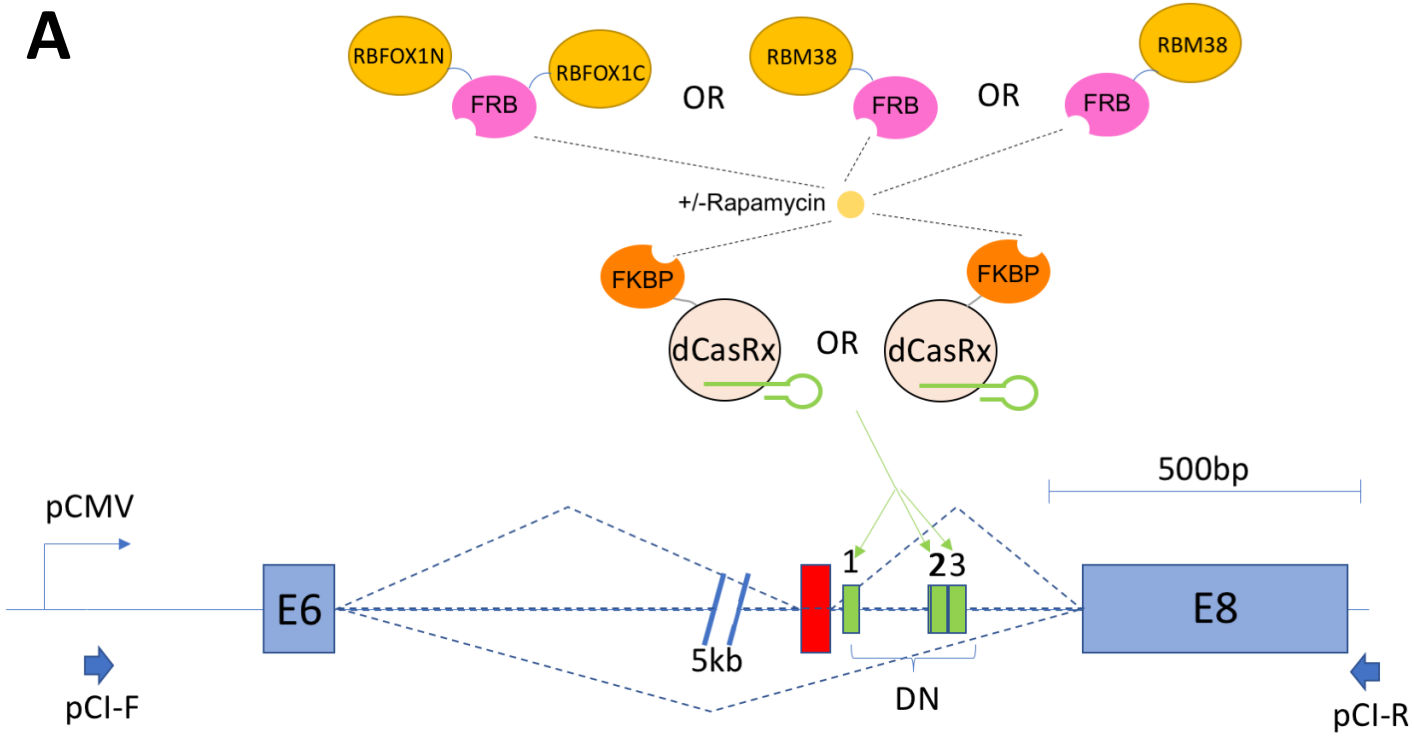 A
RBFOX1N
RBFOX1C
FRB
OR
RBM38
FRB
OR
RBM38
FRB
+/-Rapamycin
FKBP
dCasRx
OR
FKBP
dCasRx
500bp
pCMV
E6
5kb
1
2
3
DN
E8
pCI-F
pCI-R